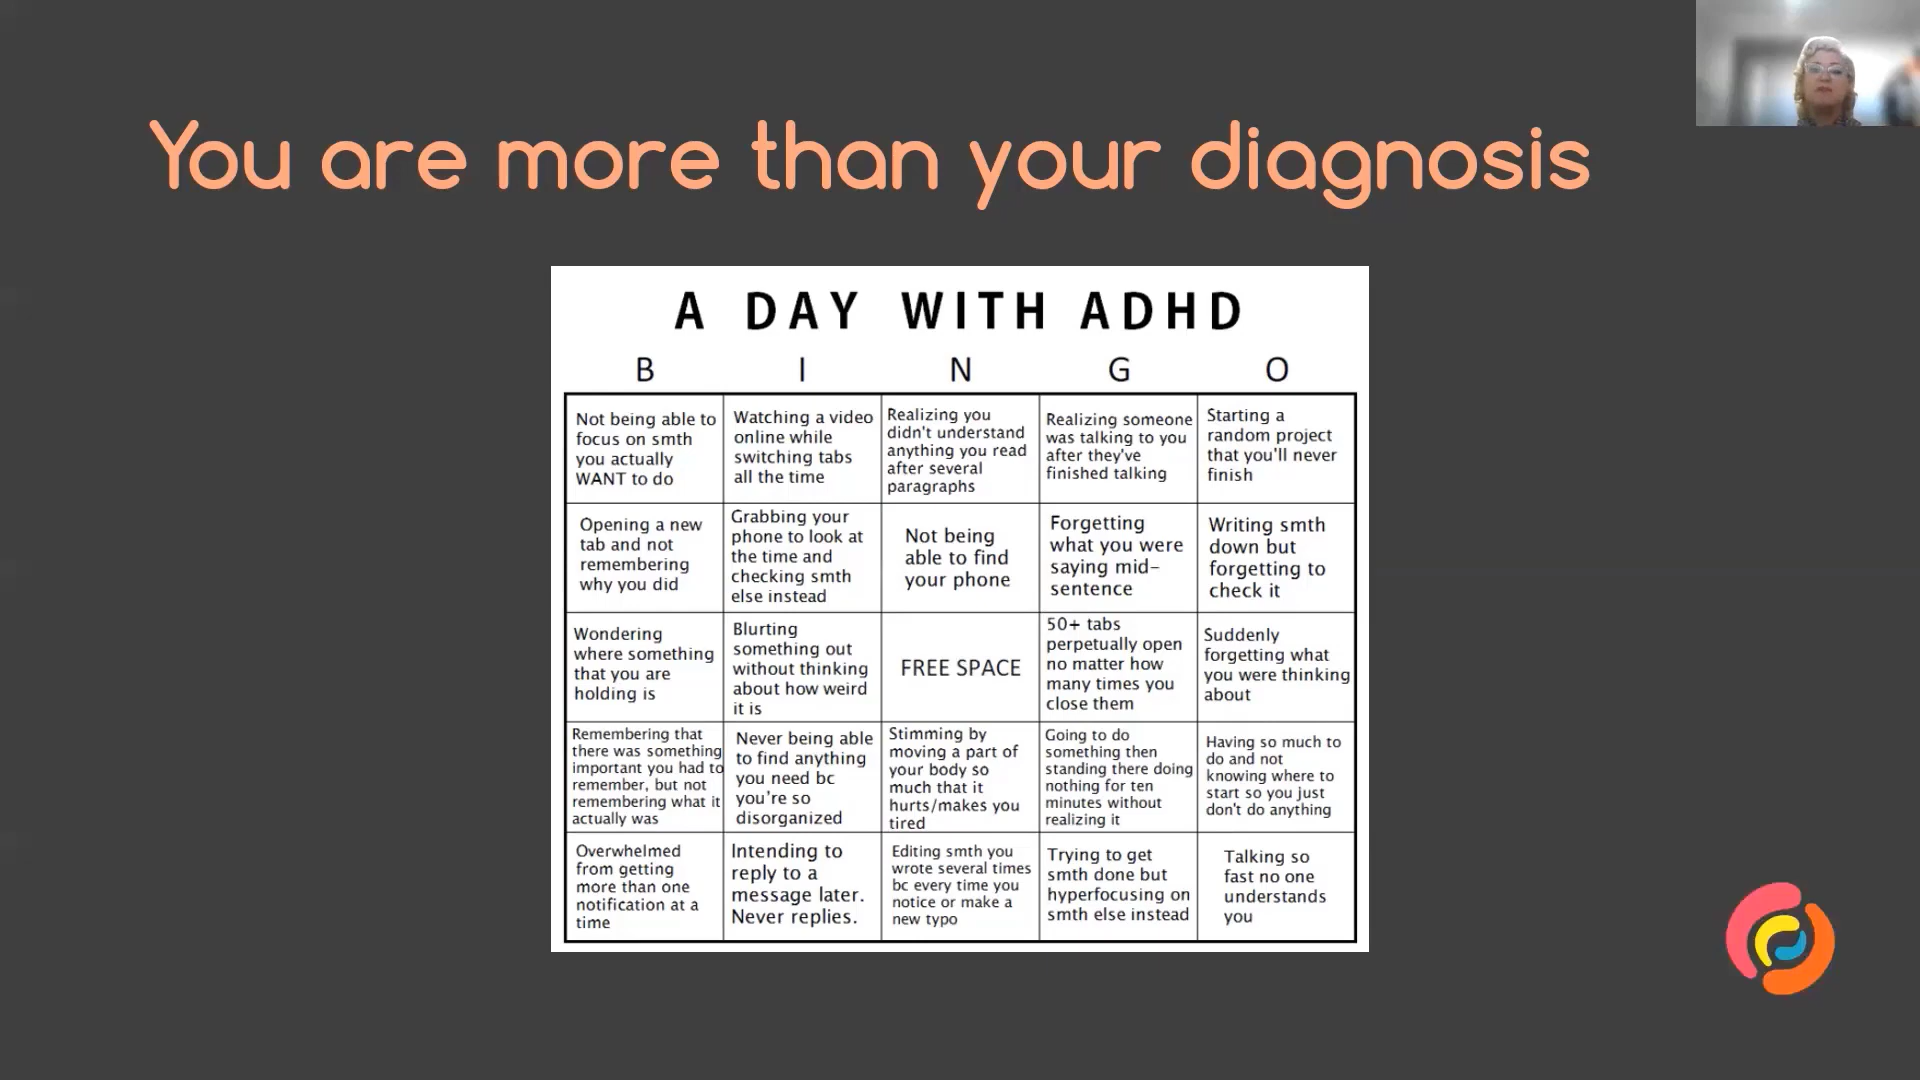 You are more than your diagnosis
A DAY WITH ADHD
B I N G O
Not being able to
focus on smth
you actually
WANT to do
Watching a video
online while
switching tabs
all the time
Realizing you
didn't understand
anything you read
after several
paragraphs
Realizing someone
was talking to you
after they've
finished talking
Starting a
random project
that you'll never
finish
Opening a new
tab and not
remembering
why you did
Grabbing your
phone to look at
the time and
checking smth
else instead
Not being
able to find
your phone
Forgetting
what you were
saying mid-
sentence
Writing smth
down but
forgetting to
check it
Wondering
where something
that you are
holding is
Blurting
something out
without thinking
about how weird
it is
FREE SPACE
50+ tabs
perpetually open
no matter how
many times you
close them
Suddenly
forgetting what
you were thinking
about
Remembering that
there was something
important you had to
remember, but not
remembering what it
actually was
Never being able
to find anything
you need bc
you're so
disorganized
Stimming by
moving a part of
your body so
much that it
hurts/makes you
tired
Going to do
something then
standing there doing
nothing for ten
minutes without
realizing it
Having so much to
do and not
knowing where to
start so you just
don't do anything
Overwhelmed
from getting
more than one
notification at a
time
Intending to
reply to a
message later.
Never replies.
Editing smth you
wrote several times
bc every time you
notice or make a
new typo
Trying to get
smth done but
hyperfocusing on
smth else instead
Talking so
fast no one
understands
you